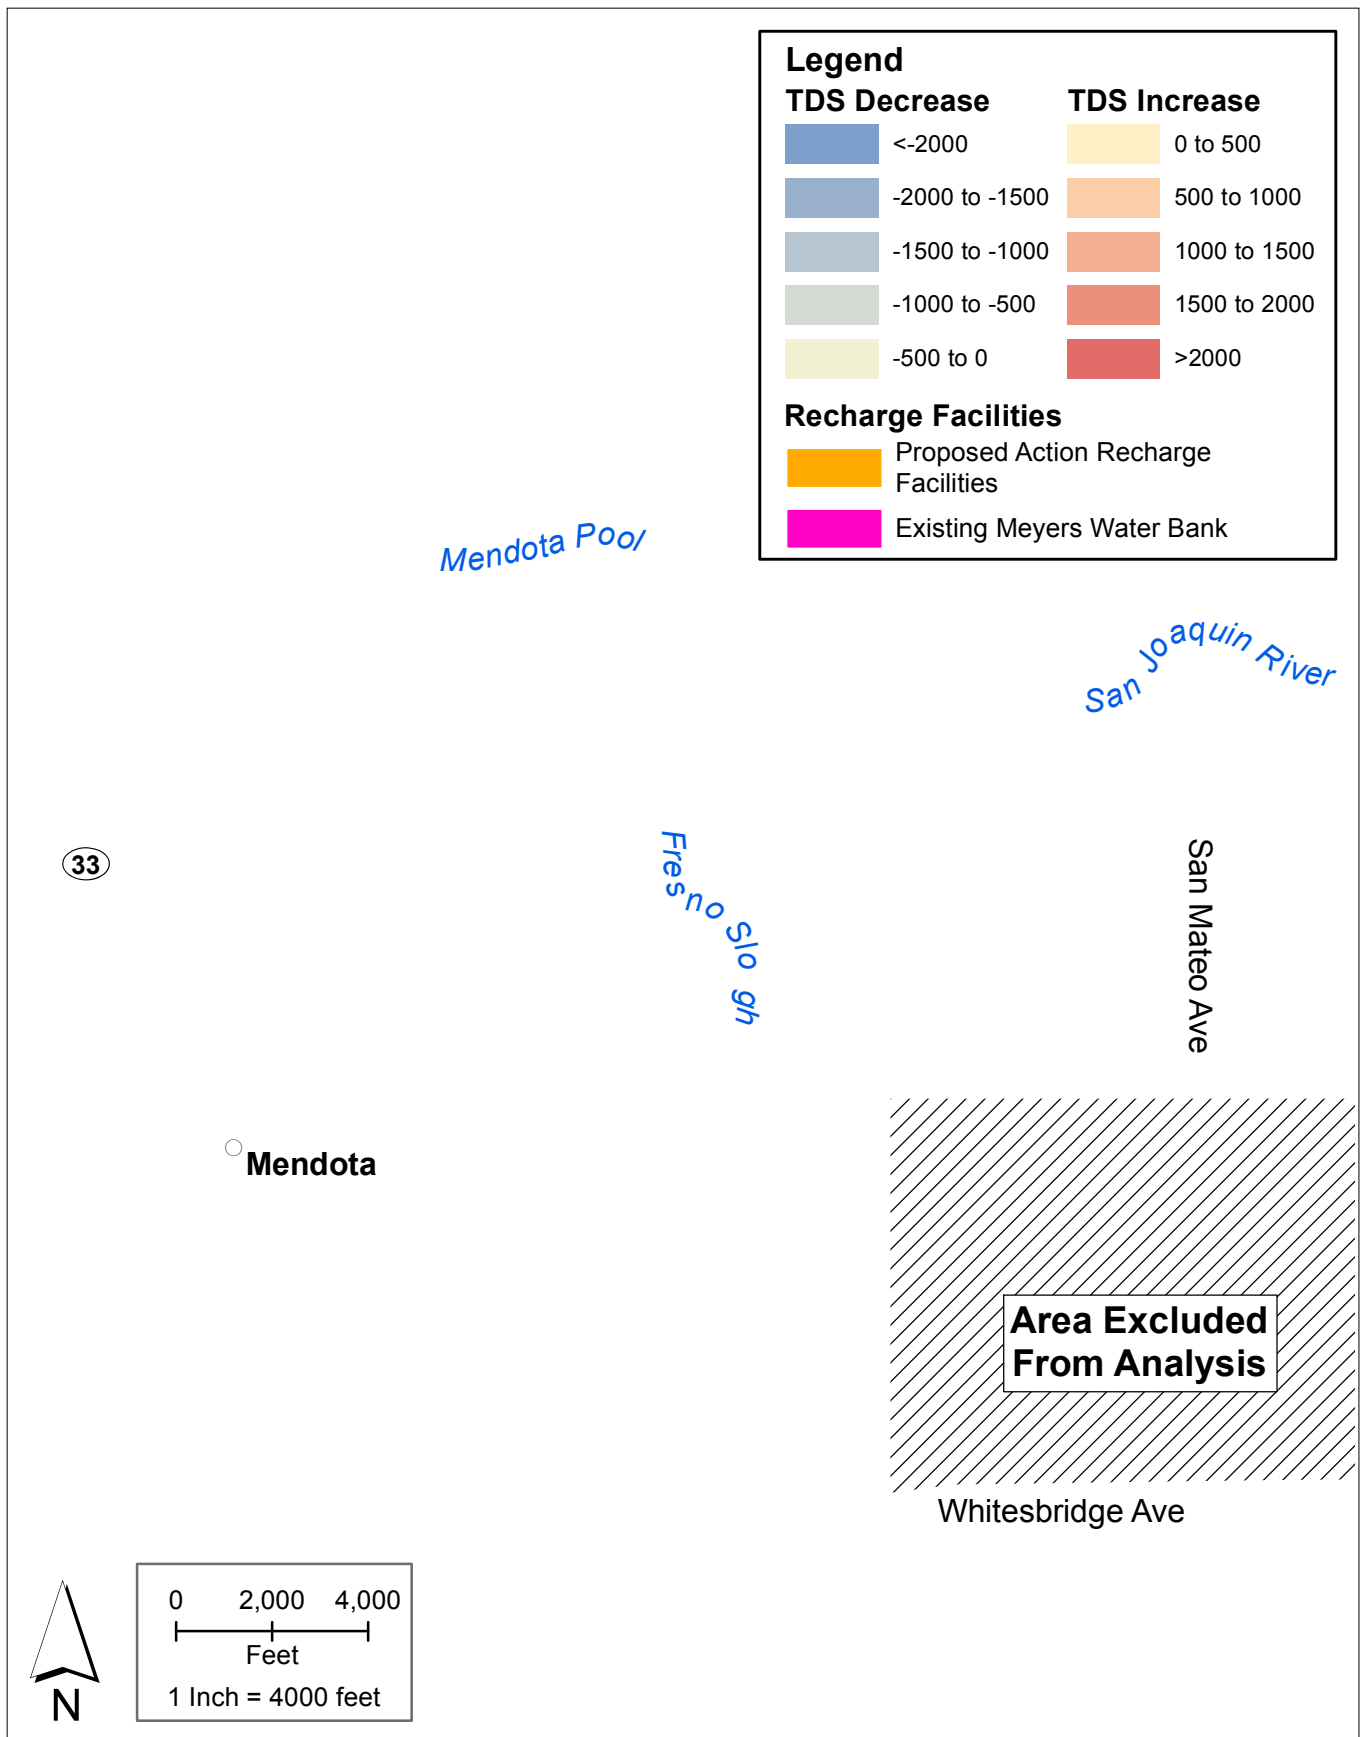 Legend
TDS Decrease
TDS Increase
<-2000
0 to 500
-2000 to -1500
500 to 1000
-1500 to -1000
1000 to 1500
-1000 to -500
1500 to 2000
-500 to 0
>2000
Recharge Facilities
Proposed Action Recharge
Facilities
Existing Meyers Water Bank
Mendota Pool
San Joaquin River
33
Fresno Slo gh
San Mateo Ave
Mendota
Area Excluded
From Analysis
Whitesbridge Ave
0 2,000 4,000
Feet
1 Inch = 4000 feet
N